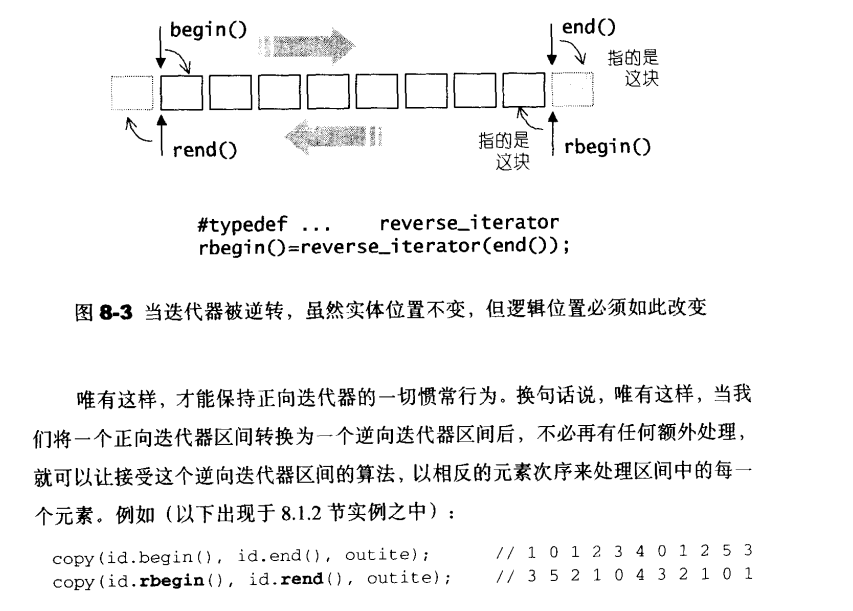 begin()
end()
指的是
这块
rend()
指的是
这块
rbegin()
#typedef ... reverse_iterator
rbegin()=reverse_iterator(end());
图 8-3 当迭代器被逆转，虽然实体位置不变，但逻辑位置必须如此改变
唯有这样，才能保持正向迭代器的一切惯常行为。换句话说，唯有这样，当我
们将一个正向迭代器区间转换为一个逆向迭代器区间后，不必再有任何额外处理，
就可以让接受这个逆向迭代器区间的算法，以相反的元素次序来处理区间中的每一
个元素。例如（以下出现于 8.1.2 节实例之中）：
copy(id.begin(), id.end(), outite); // 1 0 1 2 3 4 0 1 2 5 3
copy(id.rbegin(), id.rend(), outite); // 3 5 2 1 0 4 3 2 1 0 1